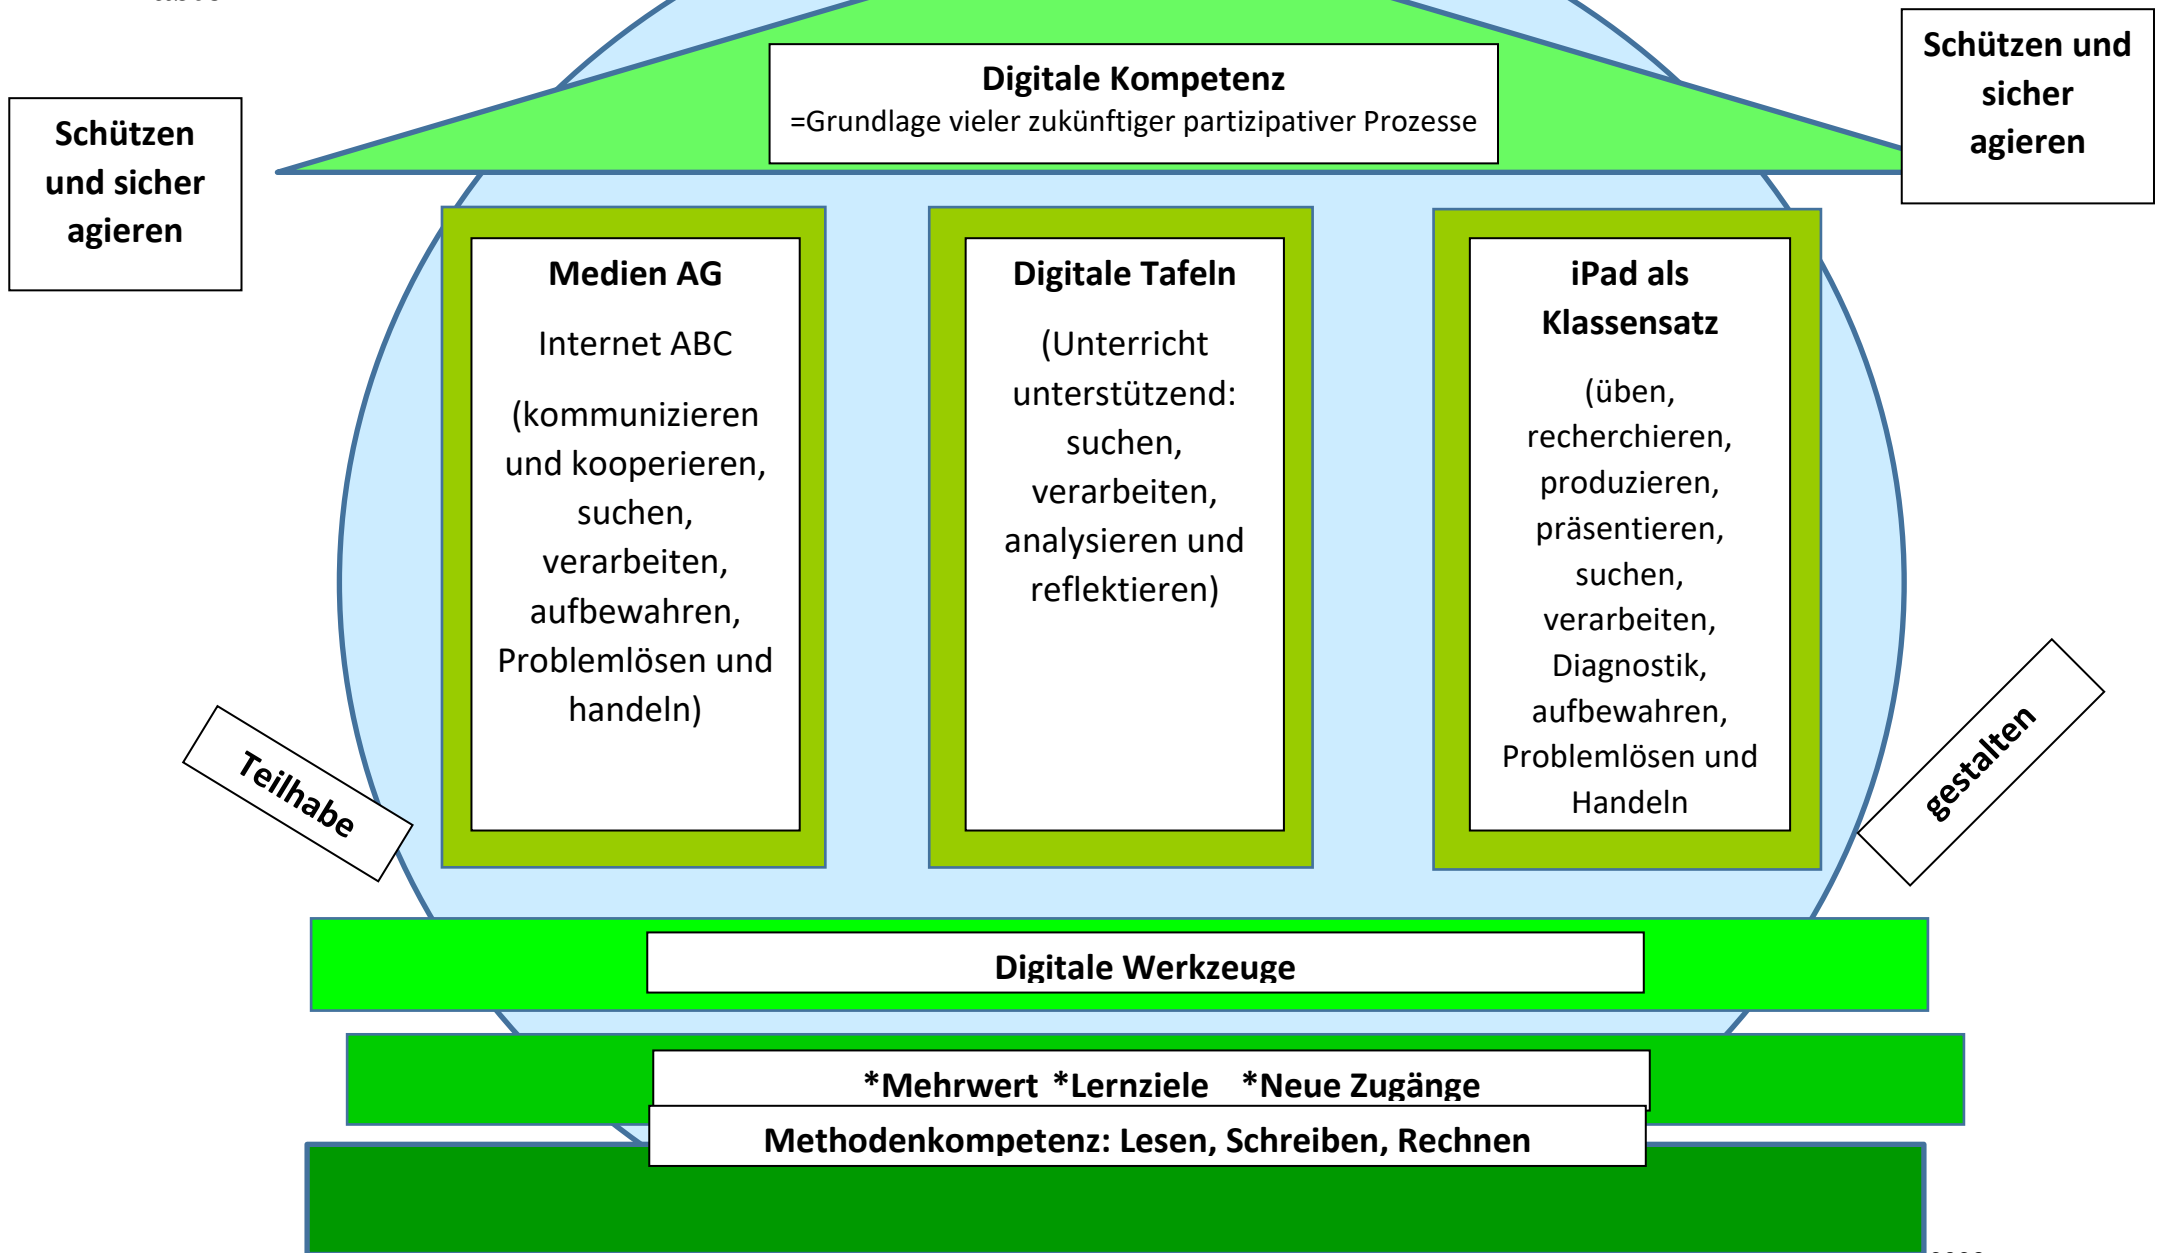 Digitale Kompetenz
=Grundlage vieler zukünftiger partizipativer Prozesse
Schützen und
sicher
agieren
Schützen
und sicher
agieren
Medien AG
Internet ABC
(kommunizieren
und kooperieren,
suchen,
verarbeiten,
aufbewahren,
Problemlösen und
handeln)
Digitale Tafeln
(Unterricht
unterstützend:
suchen,
verarbeiten,
analysieren und
reflektieren)
iPad als
Klassensatz
(üben,
recherchieren,
produzieren,
präsentieren,
suchen,
verarbeiten,
Diagnostik,
aufbewahren,
Problemlösen und
Handeln
Teilhabe
gestalten
Digitale Werkzeuge
*Mehrwert *Lernziele *Neue Zugänge
Methodenkompetenz: Lesen, Schreiben, Rechnen